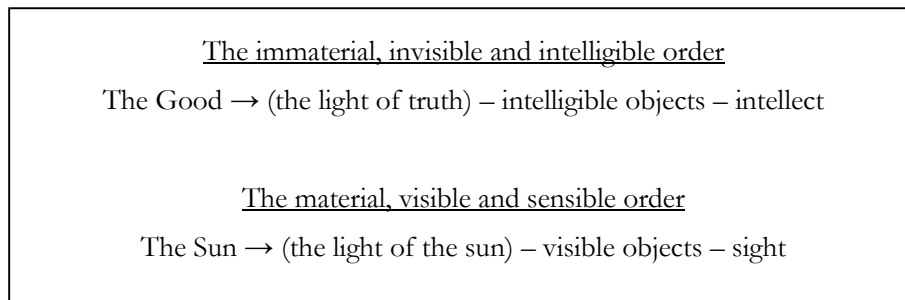 The immaterial, invisible and intelligible order
The Good → (the light of truth) – intelligible objects – intellect
The material, visible and sensible order
The Sun → (the light of the sun) – visible objects – sight